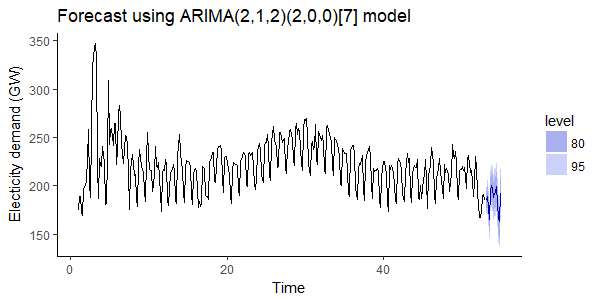 Forecast using ARIMA(2,1,2)(2,0,0)[7] model
Electicity demand (GW)
350
300
250
200
150
0
20
40
Time
level
80
95